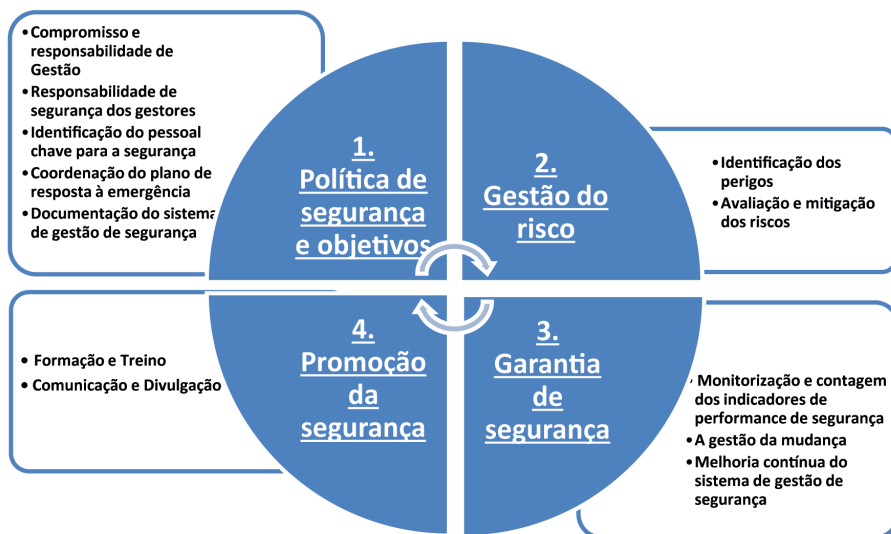 • Compromisso e
responsabilidade de
Gestão
• Responsabilidade de
segurança dos gestores
• Identificação do pessoal
chave para a segurança
• Coordenação do plano de
resposta à emergência
• Documentação do sistema
de gestão de segurança
1.
Política de
segurança
e objetivos
2.
Gestão do
risco
• Identificação dos
perigos
• Avaliação e mitigação
dos riscos
• Formação e Treino
• Comunicação e Divulgação
4.
Promoção
da
segurança
3.
Garantia
de
segurança
• Monitorização e contagem
dos indicadores de
performance de segurança
• A gestão da mudança
• Melhoria contínua do
sistema de gestão de
segurança